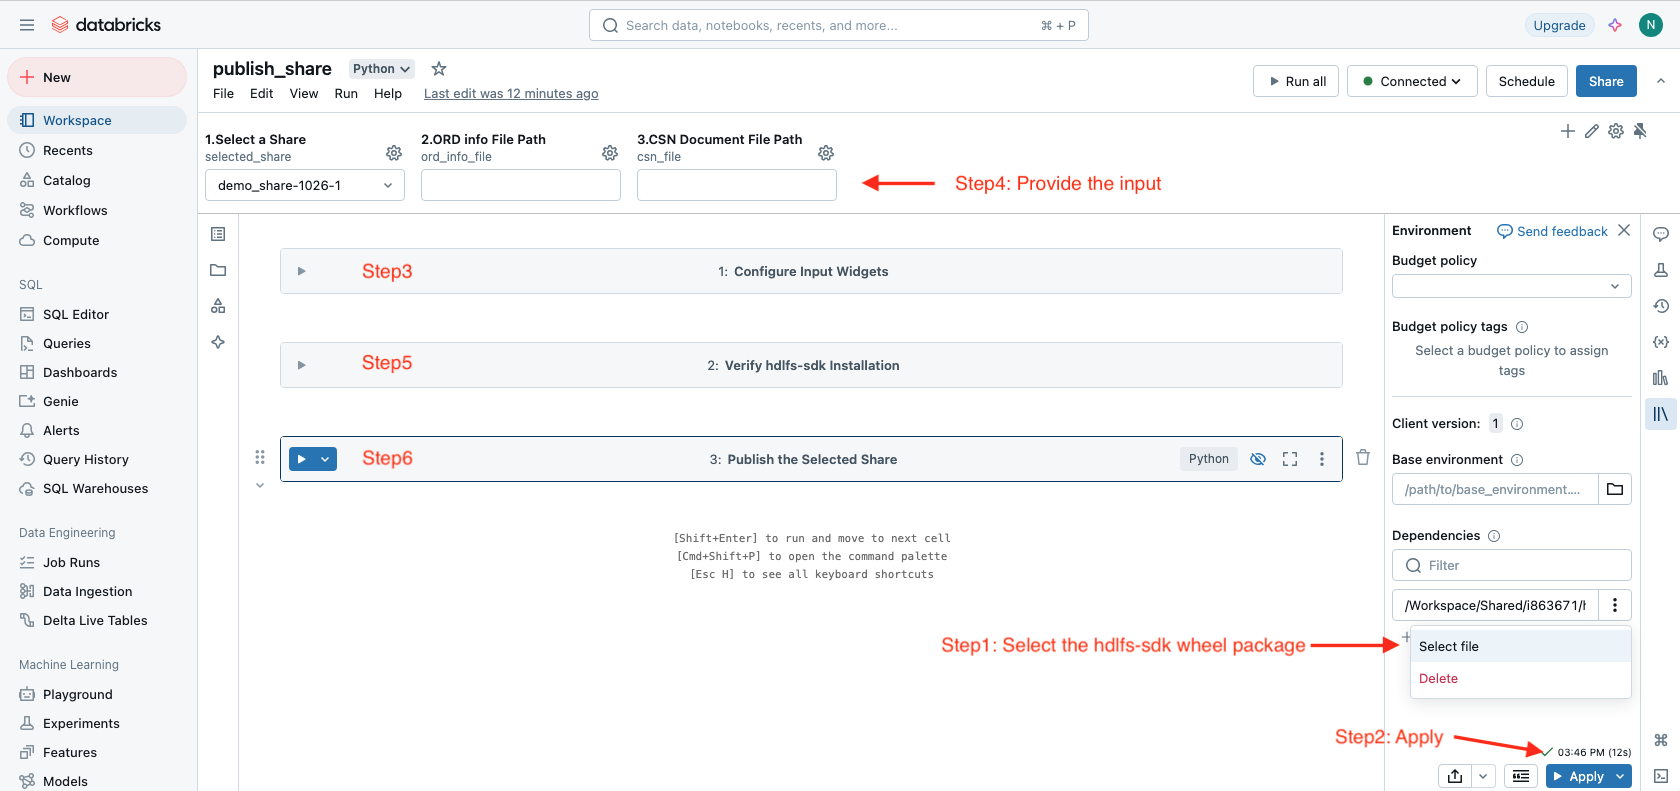 databricks
Search data, notebooks, recents, and more...
⌘ + P
Upgrade
N
New
Workspace
Recents
Catalog
Workflows
Compute
SQL
SQL Editor
Queries
Dashboards
Genie
Alerts
Query History
SQL Warehouses
Data Engineering
Job Runs
Data Ingestion
Delta Live Tables
Machine Learning
Playground
Experiments
Features
Models
publish_share
Python
File Edit View Run Help Last edit was 12 minutes ago
Run all
Connected
Schedule
Share
1.Select a Share
selected_share
demo_share-1026-1
2.ORD info File Path
ord_info_file
3.CSN Document File Path
csn_file
Step4: Provide the input
Step3
1: Configure Input Widgets
Step5
2: Verify hdlfs-sdk Installation
Step6
3: Publish the Selected Share
Python
[Shift+Enter] to run and move to next cell
[Cmd+Shift+P] to open the command palette
[Esc H] to see all keyboard shortcuts
Environment
Send feedback
Budget policy
Budget policy tags
Select a budget policy to assign
tags
Client version: 1
Base environment
/path/to/base_environment....
Dependencies
Filter
/Workspace/Shared/i863671/
Step1: Select the hdlfs-sdk wheel package
Select file
Delete
Step2: Apply
03:46 PM (12s)
Apply